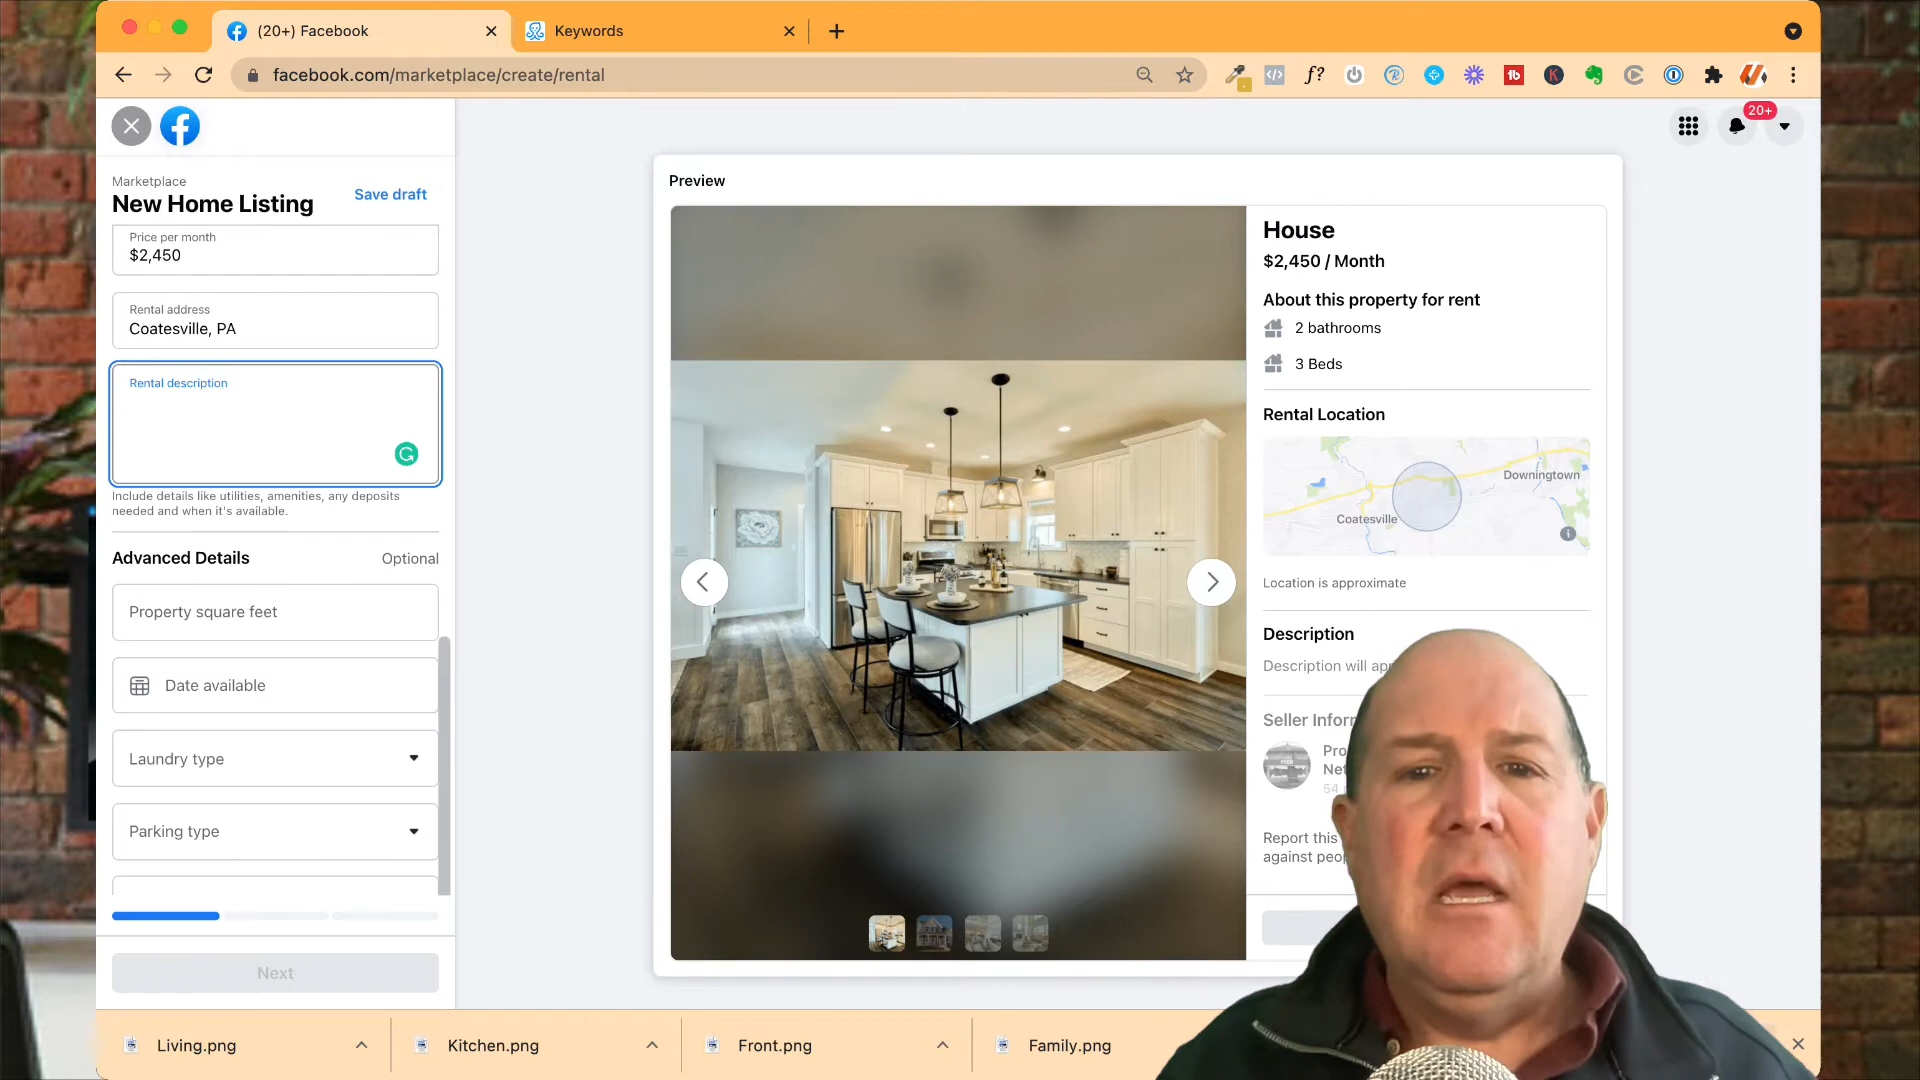 (20+) Facebook
Keywords
facebook.com/marketplace/create/rental
f?
20+
Marketplace
New Home Listing
Save draft
Price per month
$2,450
Rental address
Coatesville, PA
Rental description
Include details like utilities, amenities, any deposits
needed and when it's available.
Advanced Details
Optional
Property square feet
Date available
Laundry type
Parking type
Next
Preview
House
$2,450 / Month
About this property for rent
2 bathrooms
3 Beds
Rental Location
Downingtown
Coatesville
Location is approximate
Description
Description will
Seller
54
Report this
against
Living.png
Kitchen.png
Front.png
Family.png